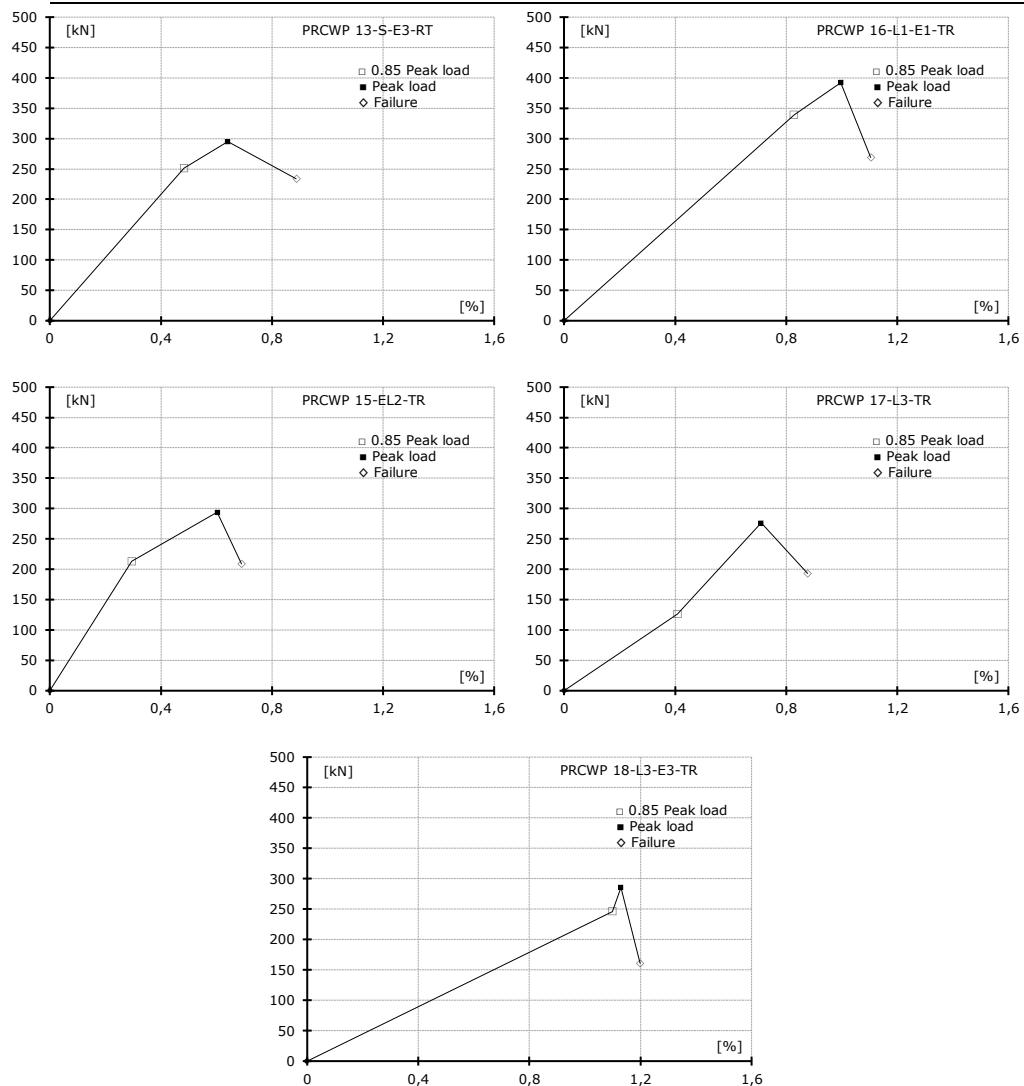 [kN] PRCWP 13-S-E3-RT
0.85 Peak load
Peak load
Failure
500
450
400
350
300
250
200
150
100
50
0
[%]
0 0,4 0,8 1,2 1,6
[kN] PRCWP 16-L1-E1-TR
0.85 Peak load
Peak load
Failure
500
450
400
350
300
250
200
150
100
50
0
[%]
0 0,4 0,8 1,2 1,6
[kN] PRCWP 15-EL2-TR
0.85 Peak load
Peak load
Failure
500
450
400
350
300
250
200
150
100
50
0
[%]
0 0,4 0,8 1,2 1,6
[kN] PRCWP 17-L3-TR
0.85 Peak load
Peak load
Failure
500
450
400
350
300
250
200
150
100
50
0
[%]
0 0,4 0,8 1,2 1,6
[kN] PRCWP 18-L3-E3-TR
0.85 Peak load
Peak load
Failure
500
450
400
350
300
250
200
150
100
50
0
[%]
0 0,4 0,8 1,2 1,6